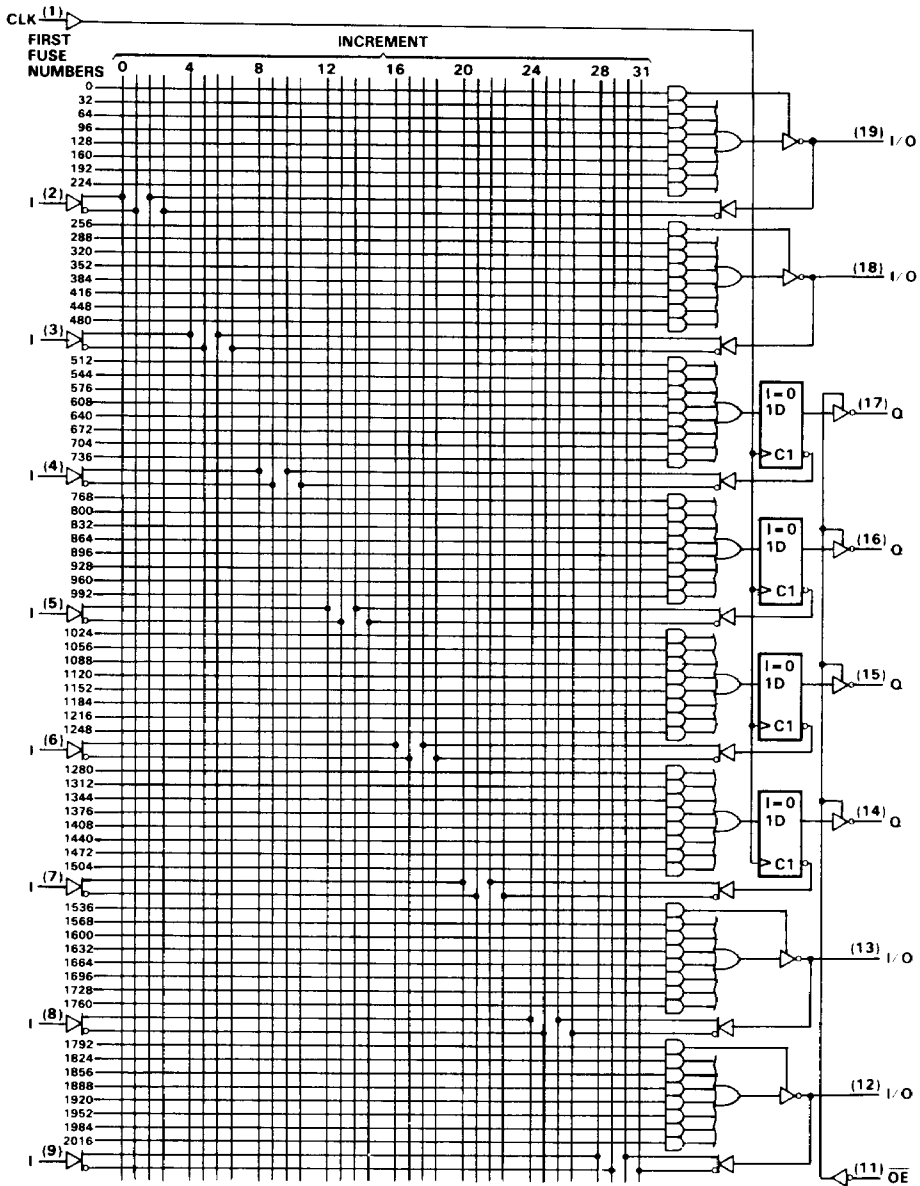 CLK (1)
FIRST FUSE NUMBERS
INCREMENT
0 4 8 12 16 20 24 28 31
0
32
64
96
128
160
192
224
(19) I/O
I (2)
256
288
320
352
384
416
448
480
(18) I/O
I (3)
512
544
576
608
640
672
704
736
I=0
1D
C1
(17) Q
I (4)
768
800
832
864
896
928
960
992
I=0
1D
C1
(16) Q
I (5)
1024
1056
1088
1120
1152
1184
1216
1248
I=0
1D
C1
(15) Q
I (6)
1280
1312
1344
1376
1408
1440
1472
1504
I=0
1D
C1
(14) Q
I (7)
1536
1568
1600
1632
1664
1696
1728
1760
(13) I/O
I (8)
1792
1824
1856
1888
1920
1952
1984
2016
(12) I/O
I (9)
(11) OE